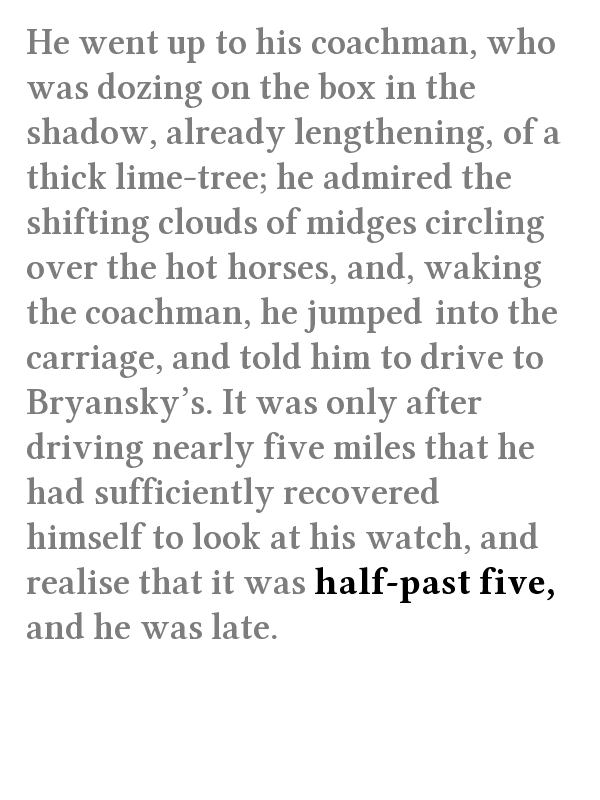 He went up to his coachman, who
was dozing on the box in the
shadow, already lengthening, of a
thick lime-tree; he admired the
shifting clouds of midges circling
over the hot horses, and, waking
the coachman, he jumped into the
carriage, and told him to drive to
Bryansky’s. It was only after
driving nearly five miles that he
had sufficiently recovered
himself to look at his watch, and
realise that it was half-past five,
and he was late.